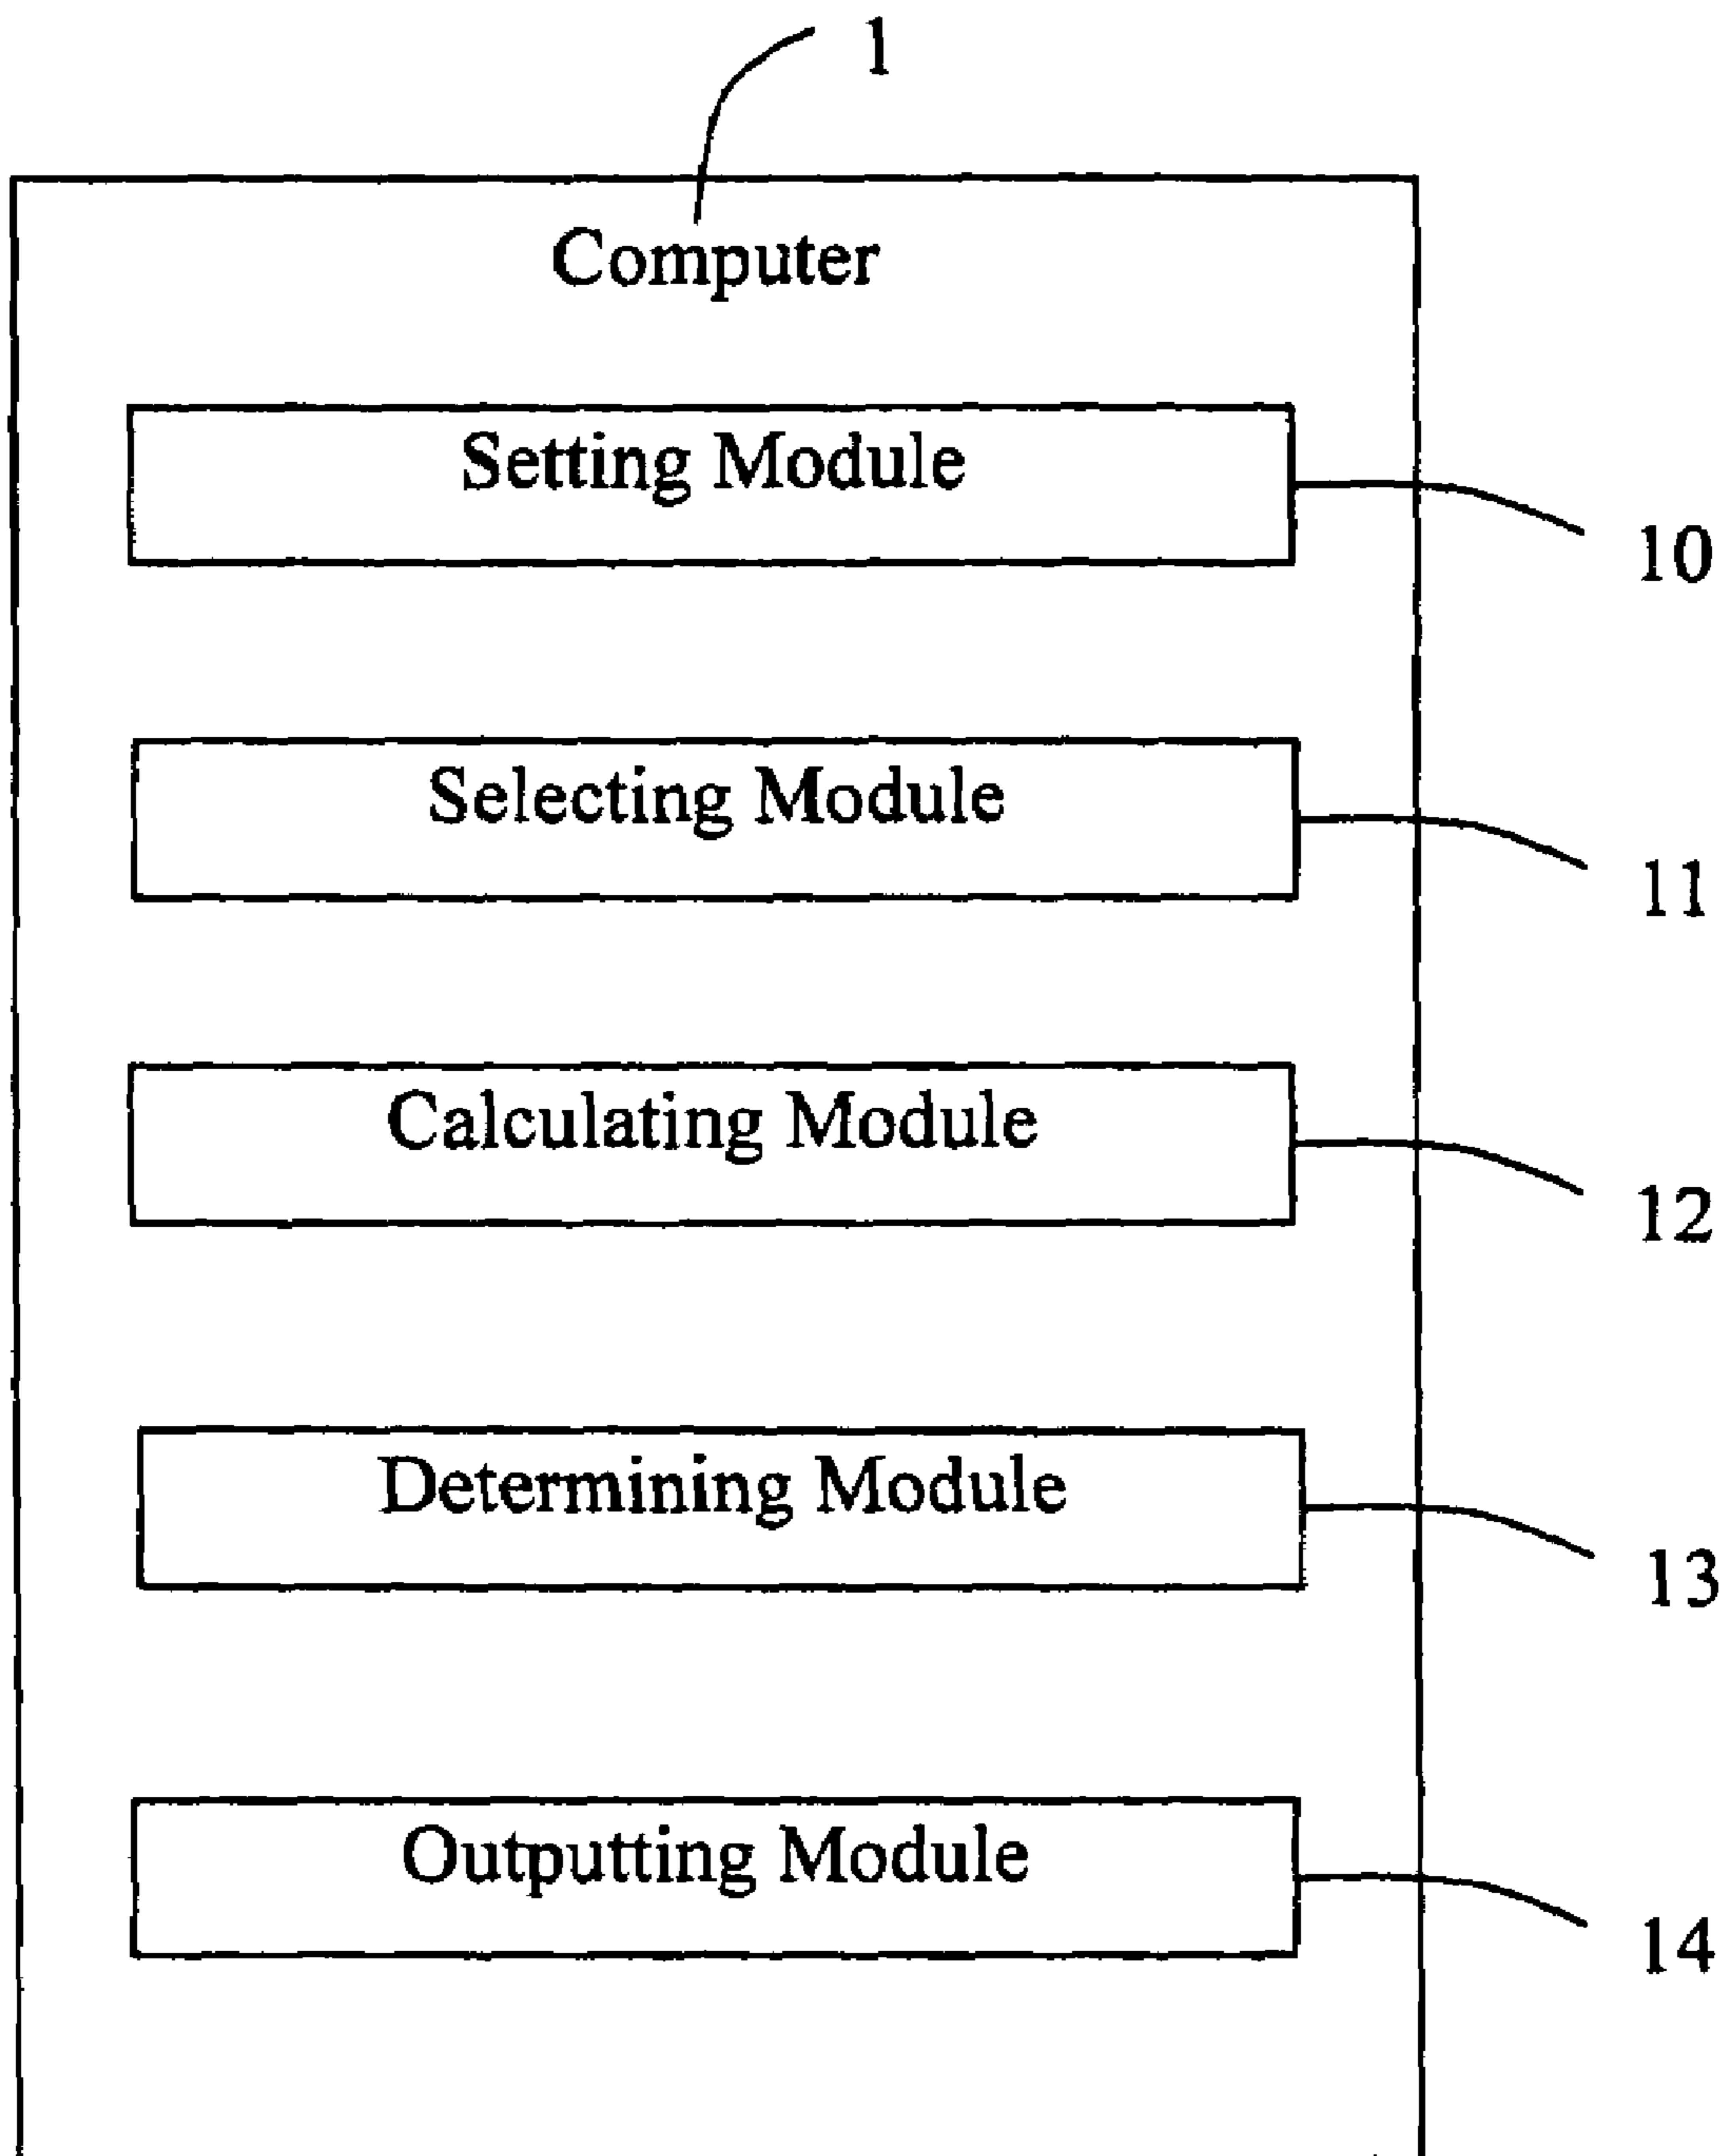 1
Computer
Setting Module
10
Selecting Module
11
Calculating Module
12
Determining Module
13
Outputting Module
14